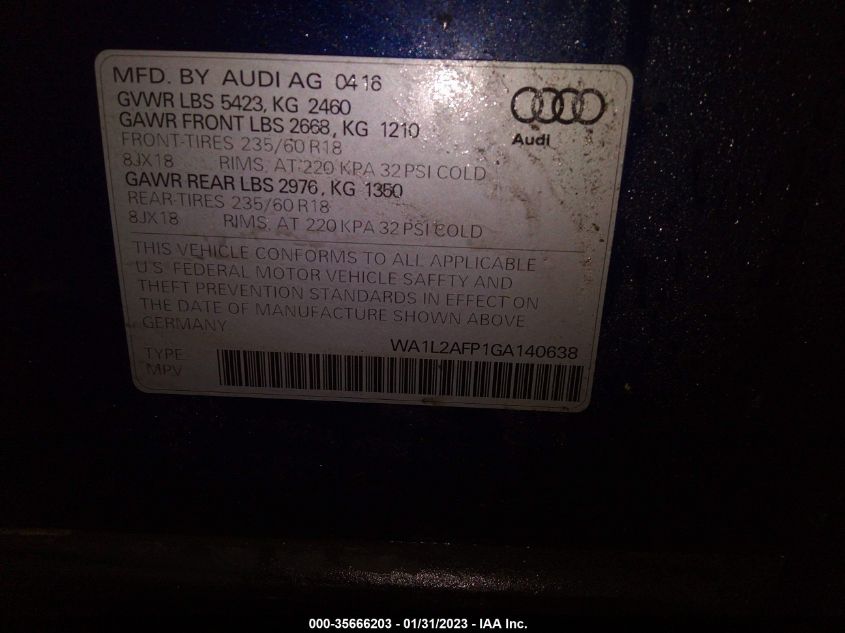 MFD. BY AUDI AG 04 16
GVWR LBS 5423, KG 2460
GAWR FRONT LBS 2668, KG 1210
FRONT-TIRES 235/60 R18
8JX18 RIMS. AT 220 KPA 32 PSI COLD
GAWR REAR LBS 2976, KG 1350
REAR-TIRES 235/60 R18
8JX18 RIMS. AT 220 KPA 32 PSI COLD
Audi
THIS VEHICLE CONFORMS TO ALL APPLICABLE
U.S. FEDERAL MOTOR VEHICLE SAFETY AND
THEFT PREVENTION STANDARDS IN EFFECT ON
THE DATE OF MANUFACTURE SHOWN ABOVE
GERMANY
WA1L2AFP1GA140638
TYPE
MPV
000-35666203 - 01/31/2023 - IAA Inc.